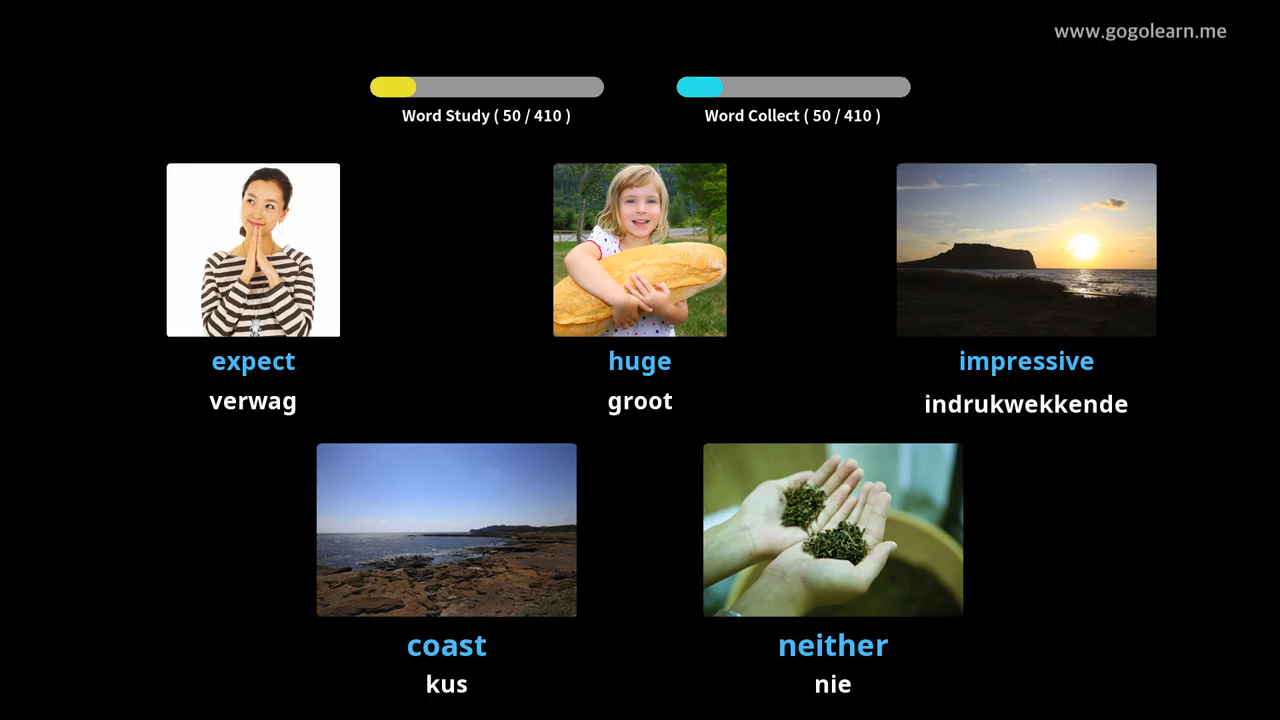 www.gogolearn.me
Word Study ( 50 / 410 )
Word Collect ( 50 / 410 )
expect
verwag
huge
groot
impressive
indrukwekkende
coast
kus
neither
nie